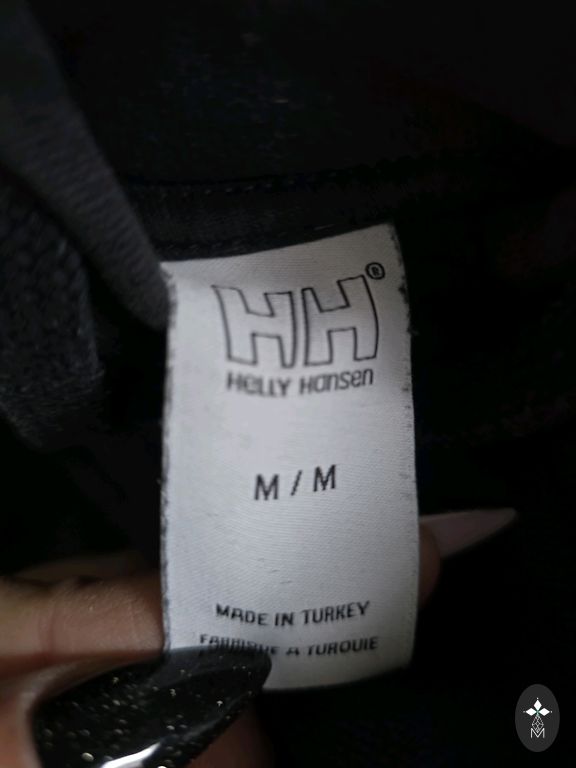 HH®
Helly Hansen
M / M
MADE IN TURKEY
FABRIQUE A TURQUIE
M